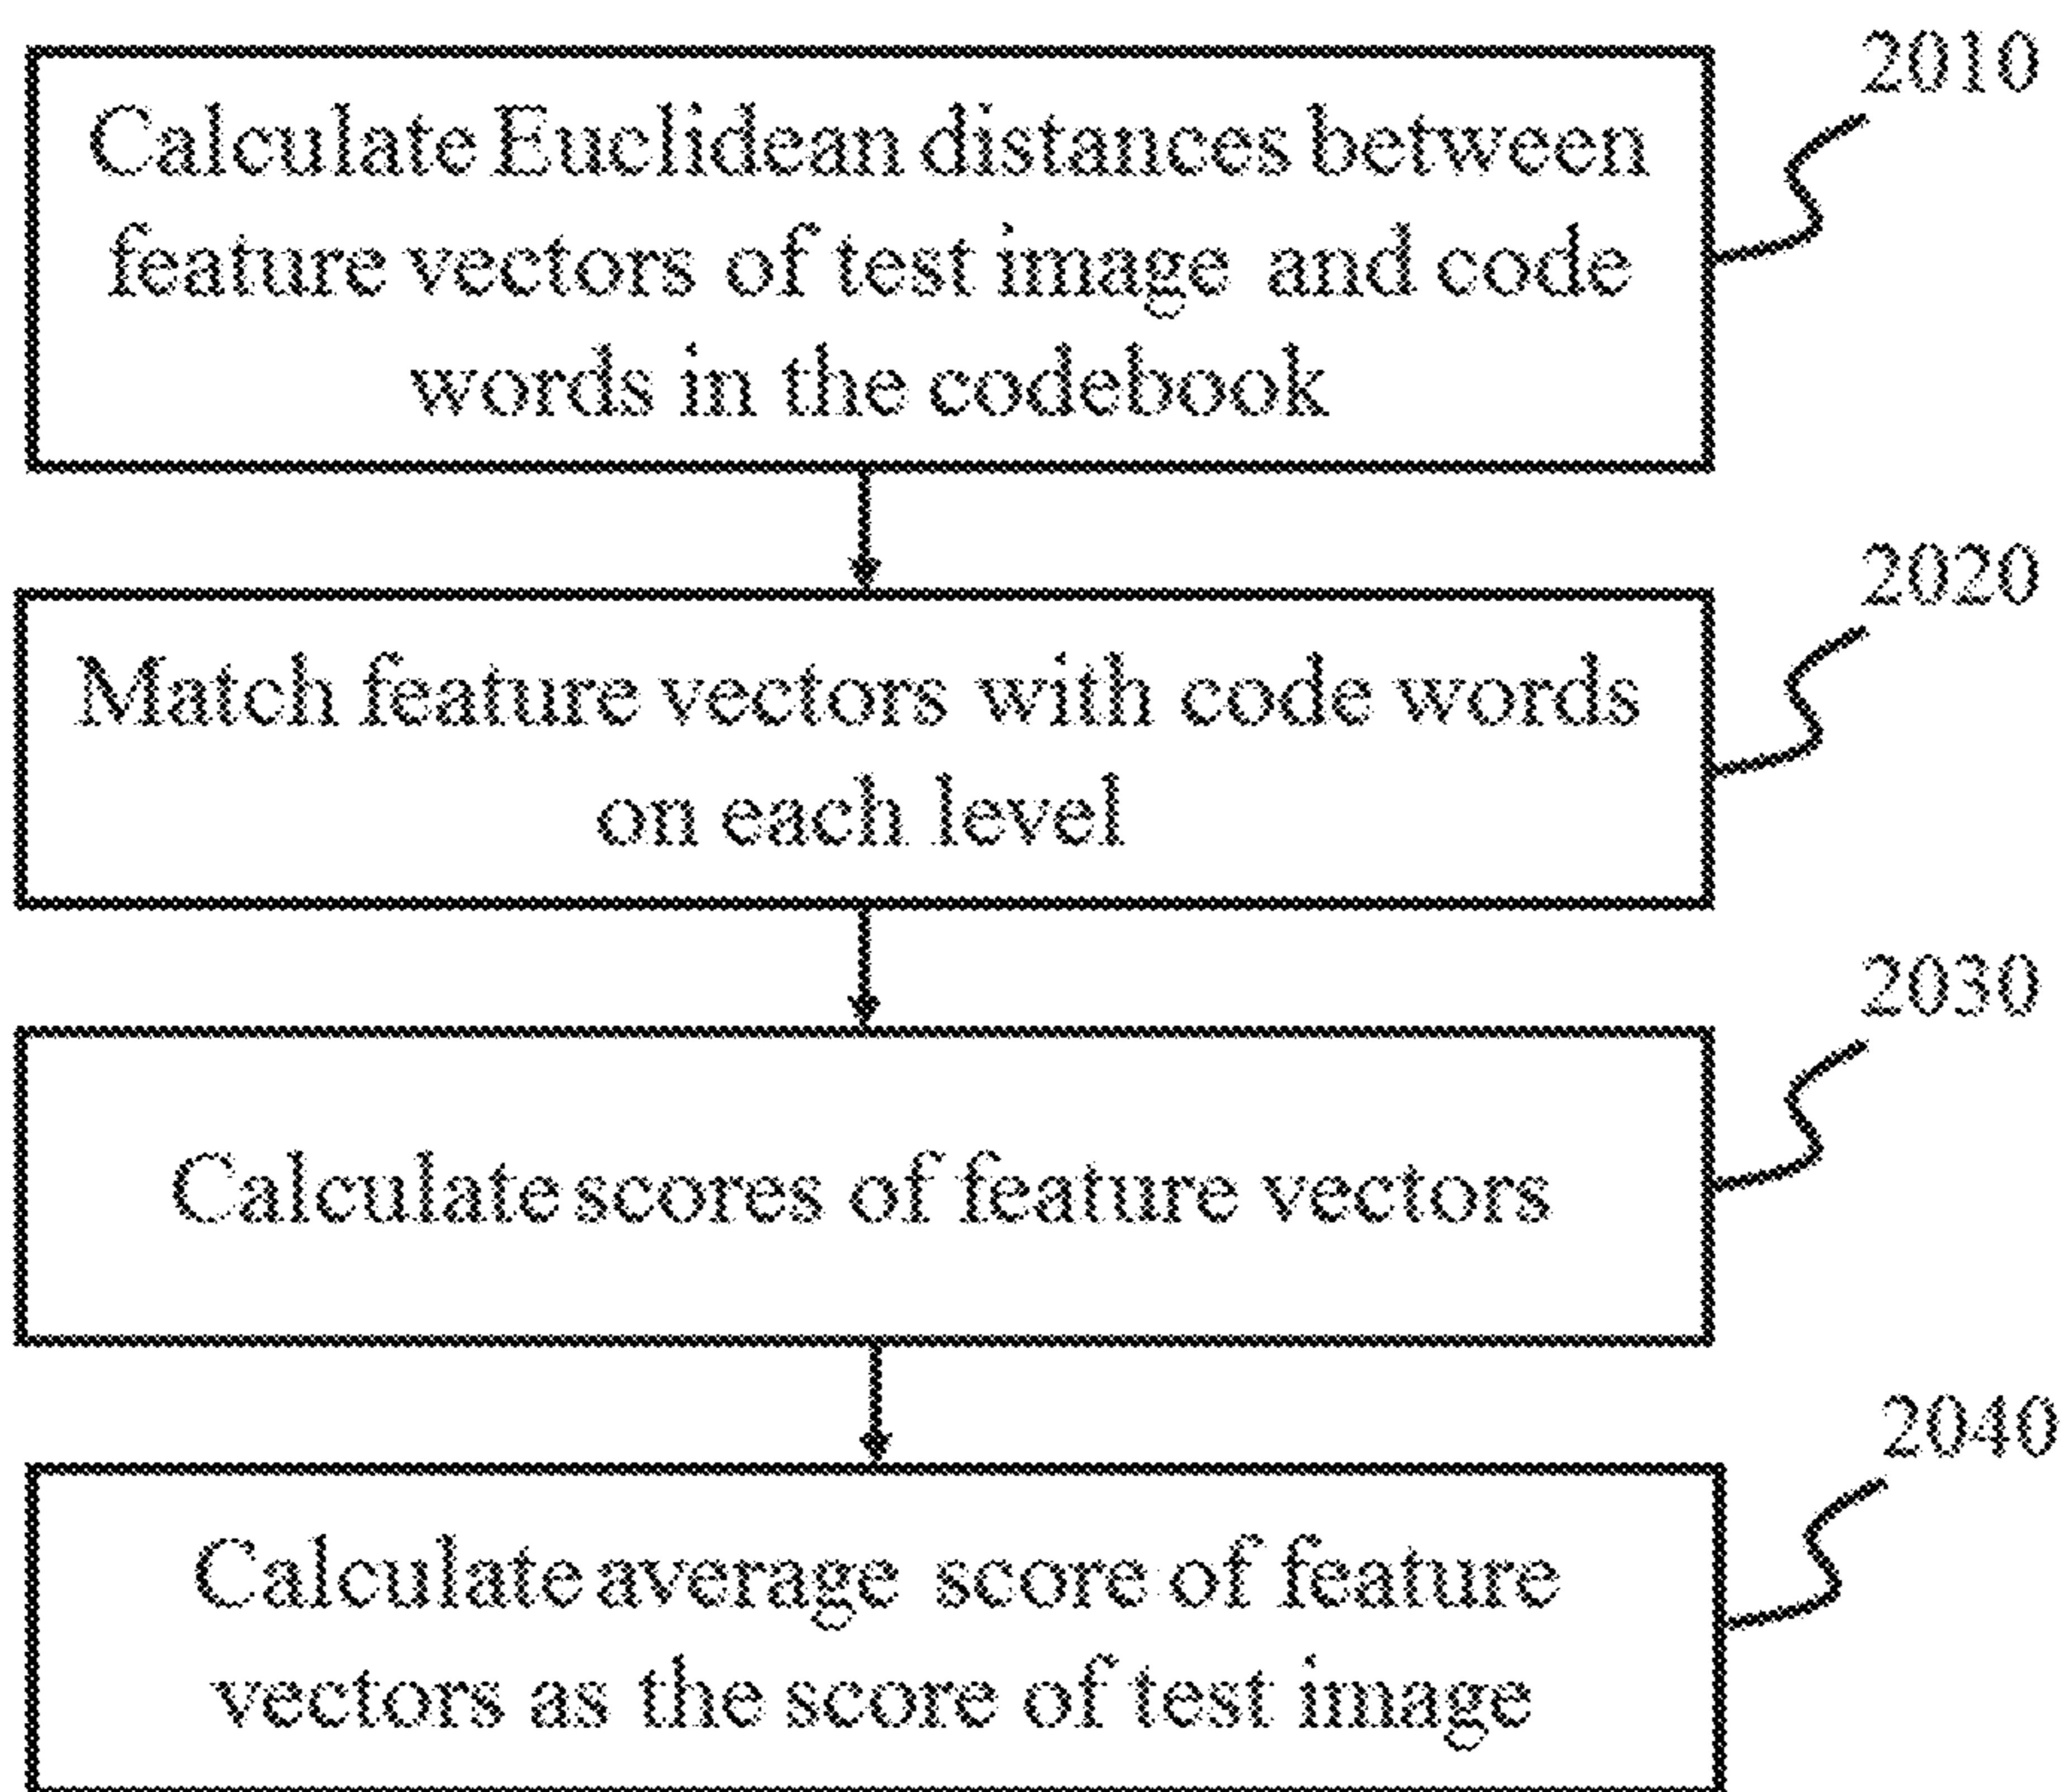 2010
Calculate Euclidean distances between
feature vectors of test image and code
words in the codebook
2020
Match feature vectors with code words
on each level
2030
Calculate scores of feature vectors
2040
Calculate average score of feature
vectors as the score of test image